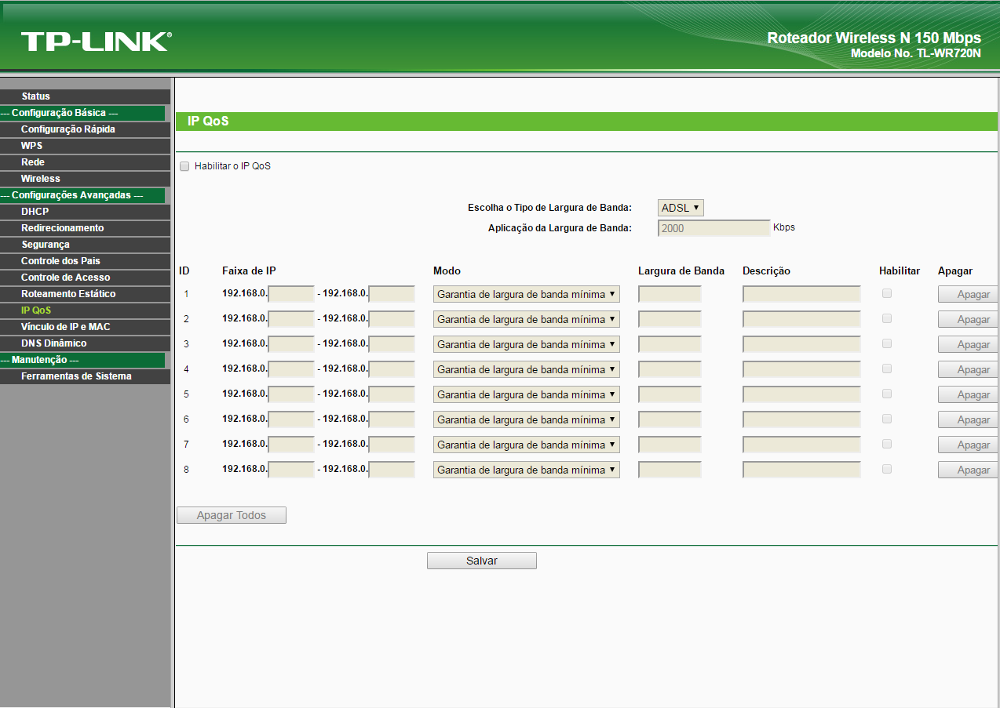 TP-LINK®
Roteador Wireless N 150 Mbps
Modelo No. TL-WR720N
Status
--- Configuração Básica ---
Configuração Rápida
WPS
Rede
Wireless
--- Configurações Avançadas ---
DHCP
Redirecionamento
Segurança
Controle dos Pais
Controle de Acesso
Roteamento Estático
IP QoS
Vínculo de IP e MAC
DNS Dinâmico
--- Manutenção ---
Ferramentas de Sistema
IP QoS
Habilitar o IP QoS
Escolha o Tipo de Largura de Banda: ADSL
Aplicação da Largura de Banda: 2000 Kbps
ID Faixa de IP Modo Largura de Banda Descrição Habilitar Apagar
1 192.168.0. - 192.168.0. Garantia de largura de banda mínima Apagar
2 192.168.0. - 192.168.0. Garantia de largura de banda mínima Apagar
3 192.168.0. - 192.168.0. Garantia de largura de banda mínima Apagar
4 192.168.0. - 192.168.0. Garantia de largura de banda mínima Apagar
5 192.168.0. - 192.168.0. Garantia de largura de banda mínima Apagar
6 192.168.0. - 192.168.0. Garantia de largura de banda mínima Apagar
7 192.168.0. - 192.168.0. Garantia de largura de banda mínima Apagar
8 192.168.0. - 192.168.0. Garantia de largura de banda mínima Apagar
Apagar Todos
Salvar